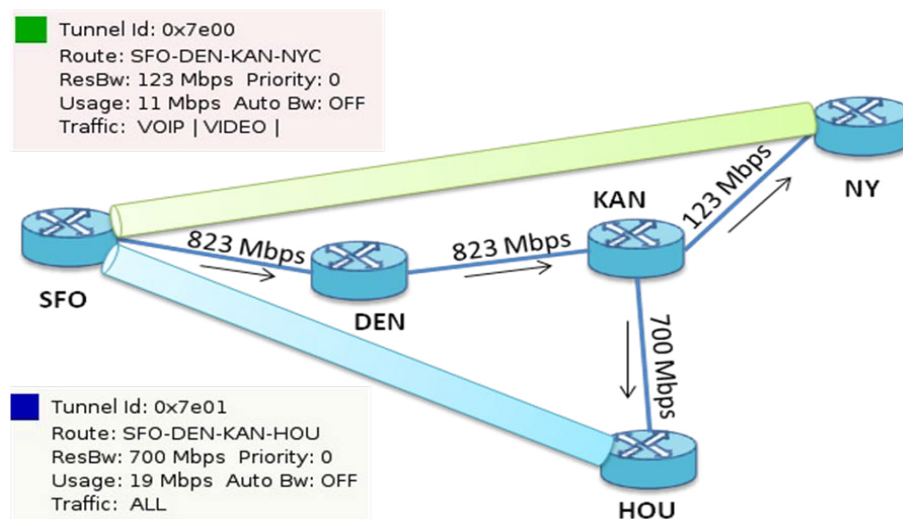 Tunnel Id: 0x7e00
Route: SFO-DEN-KAN-NYC
ResBw: 123 Mbps Priority: 0
Usage: 11 Mbps Auto Bw: OFF
Traffic: VOIP | VIDEO |
NY
KAN
123 Mbps
823 Mbps
823 Mbps
SFO
DEN
700 Mbps
Tunnel Id: 0x7e01
Route: SFO-DEN-KAN-HOU
ResBw: 700 Mbps Priority: 0
Usage: 19 Mbps Auto Bw: OFF
Traffic: ALL
HOU